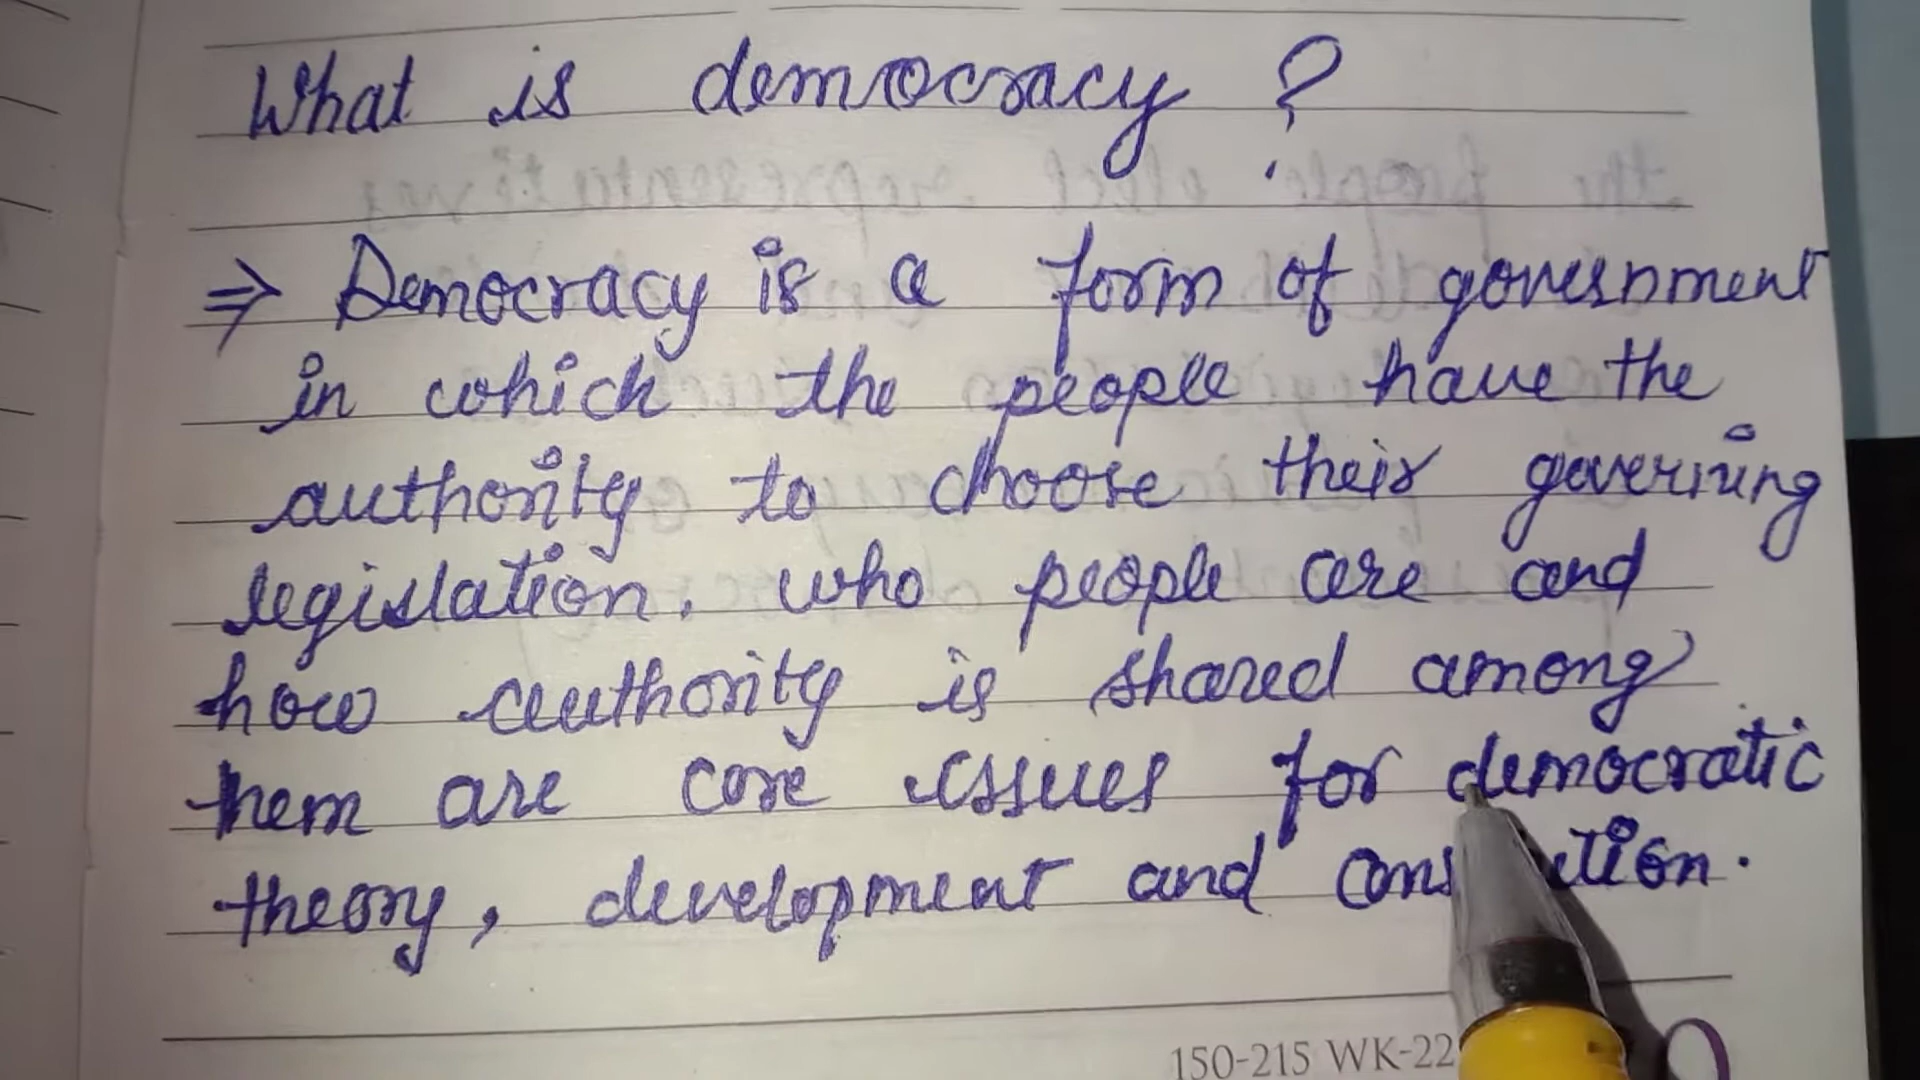 What is democracy ?
⇒ Democracy is a form of government
in which the people have the
authority to choose their governing
legislation. who people are and
how authority is shared among
them are core issues for democratic
theory, development and
150-215 WK-22